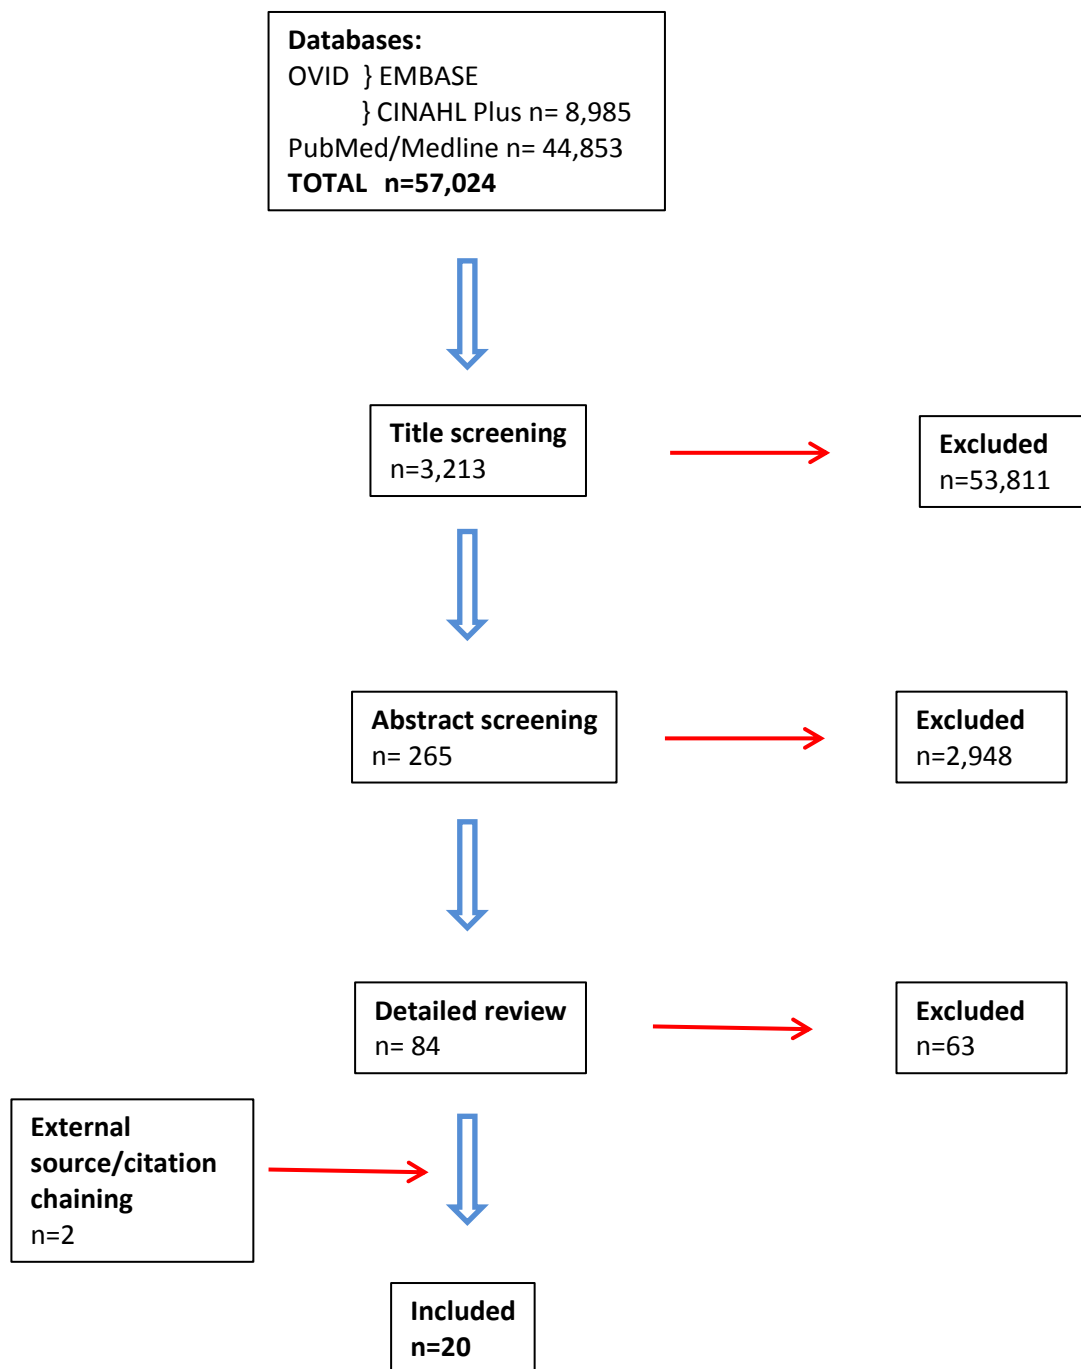 Databases:
OVID } EMBASE
} CINAHL Plus n= 8,985
PubMed/Medline n= 44,853
TOTAL n=57,024
Title screening
n=3,213
Excluded
n=53,811
Abstract screening
n= 265
Excluded
n=2,948
Detailed review
n= 84
Excluded
n=63
External
source/citation
chaining
n=2
Included
n=20